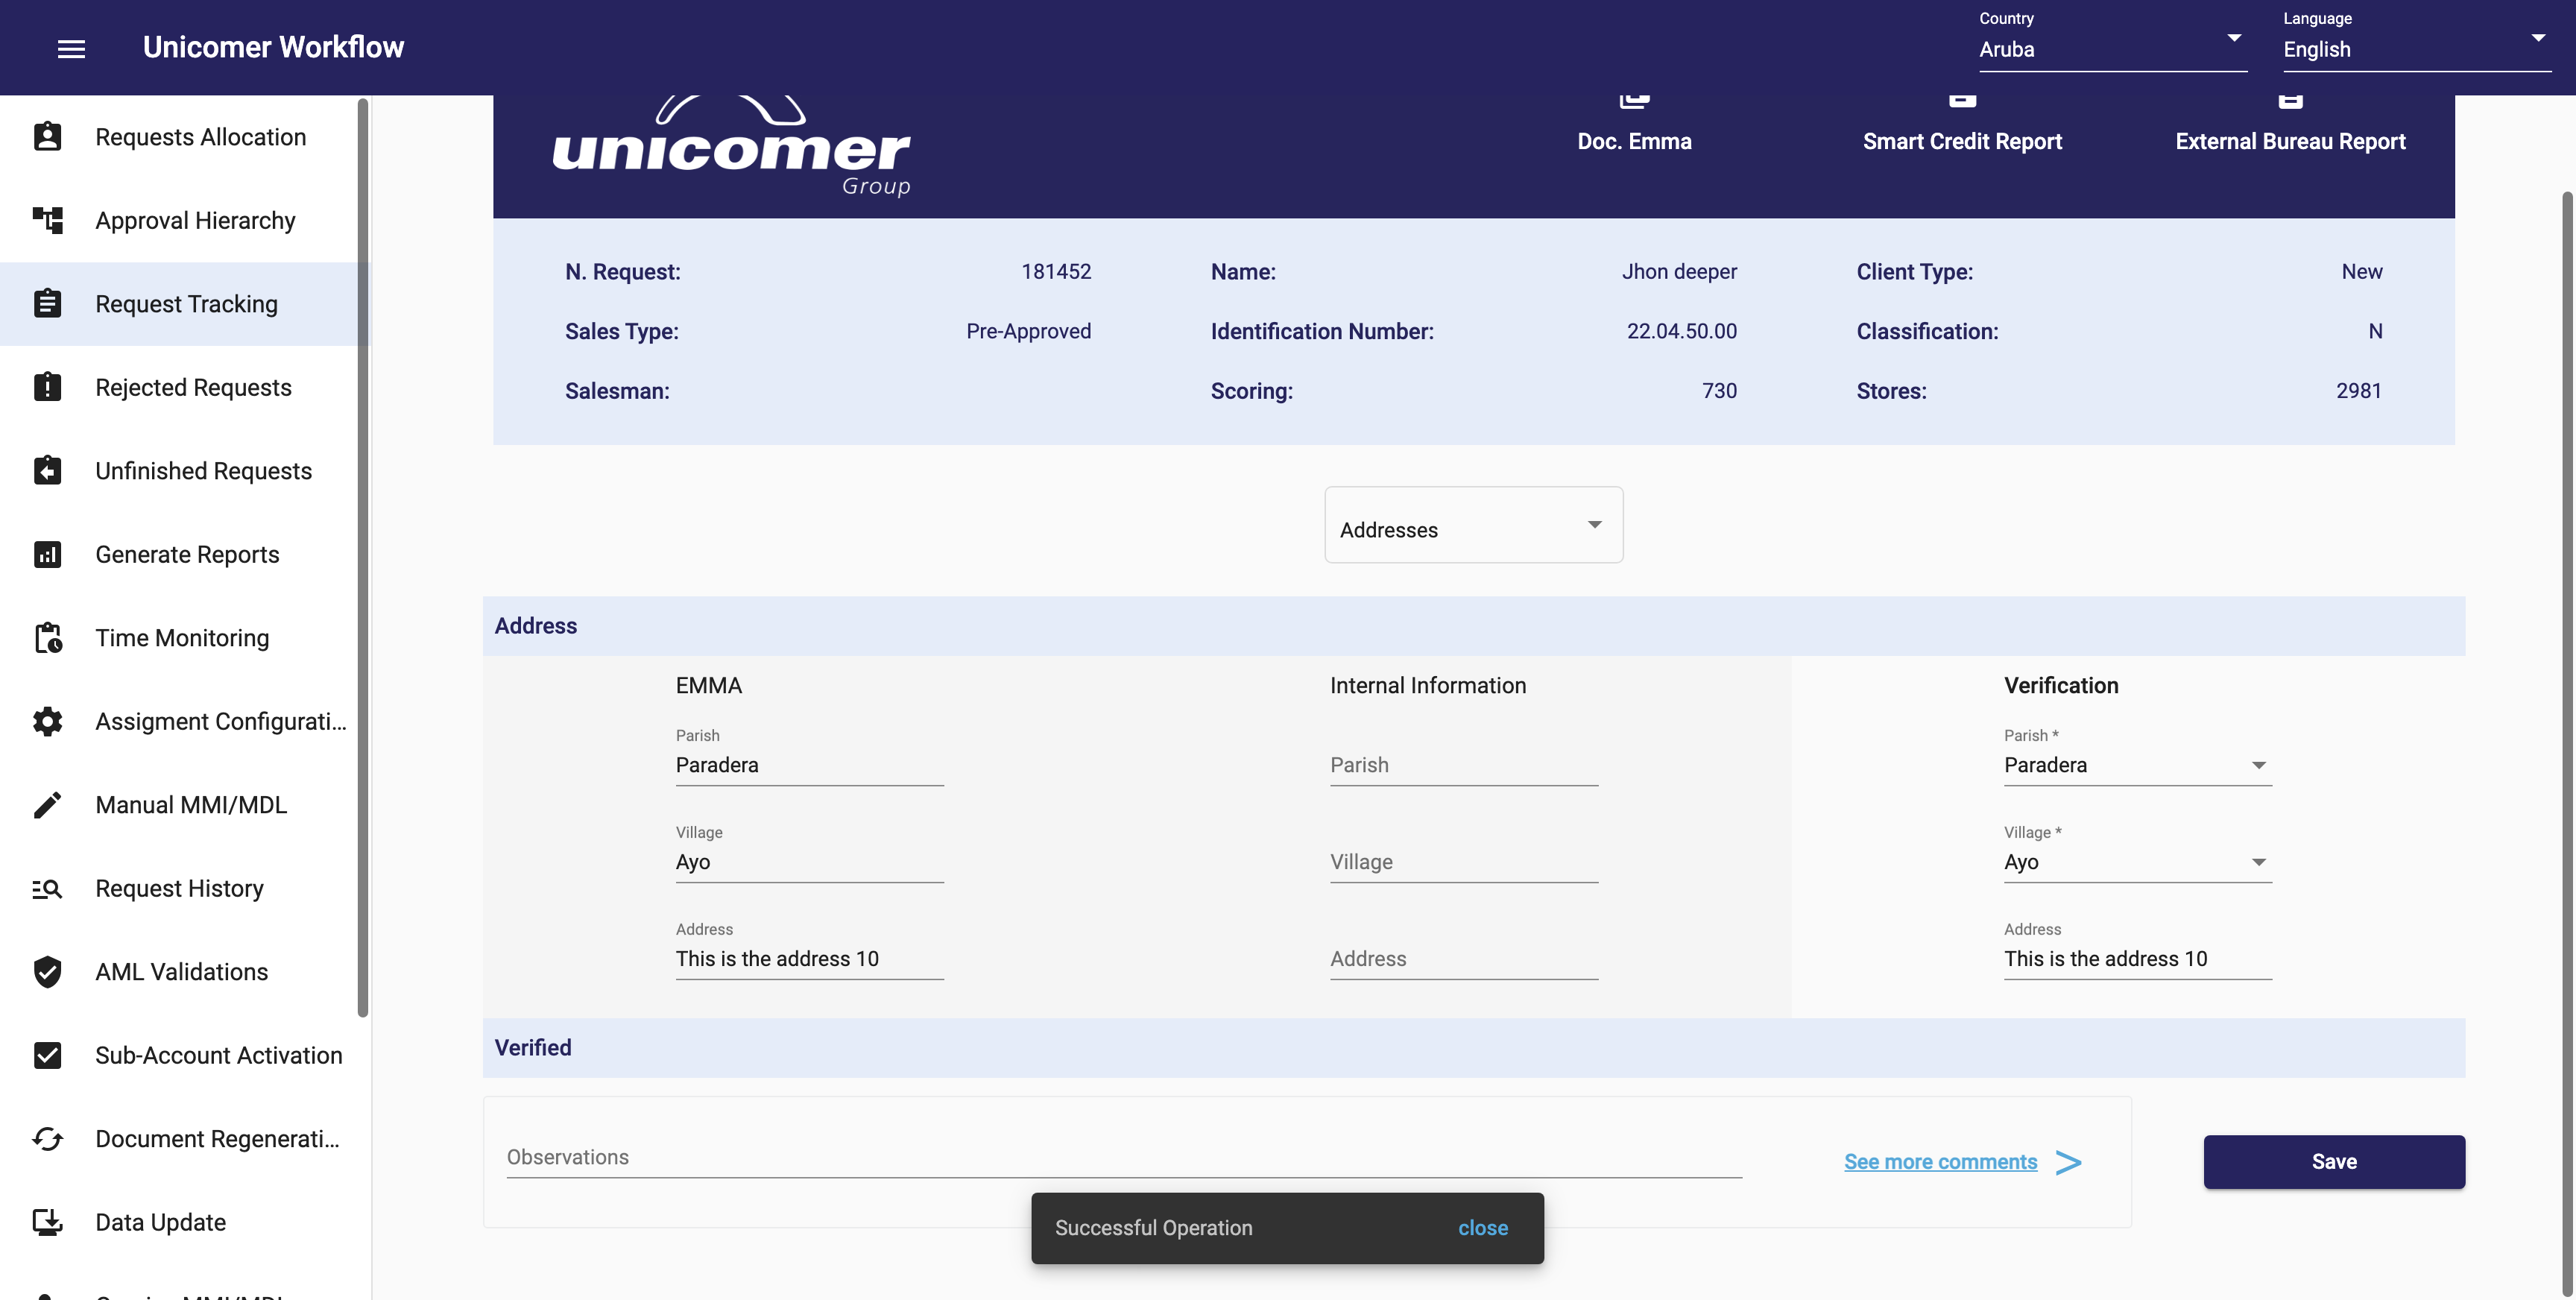 Unicomer Workflow
Country
Aruba
Language
English
Requests Allocation
Approval Hierarchy
Request Tracking
Rejected Requests
Unfinished Requests
Generate Reports
Time Monitoring
Assigment Configurati...
Manual MMI/MDL
Request History
AML Validations
Sub-Account Activation
Document Regenerati...
Data Update
unicomer
Group
Doc. Emma
Smart Credit Report
External Bureau Report
N. Request: 181452 Name: Jhon deeper Client Type: New
Sales Type: Pre-Approved Identification Number: 22.04.50.00 Classification: N
Salesman: Scoring: 730 Stores: 2981
Addresses
Address
EMMA Internal Information Verification
Parish Parish *
Paradera Parish Paradera
Village Village *
Ayo Village Ayo
Address Address
This is the address 10 Address This is the address 10
Verified
Observations
See more comments >
Save
Successful Operation close